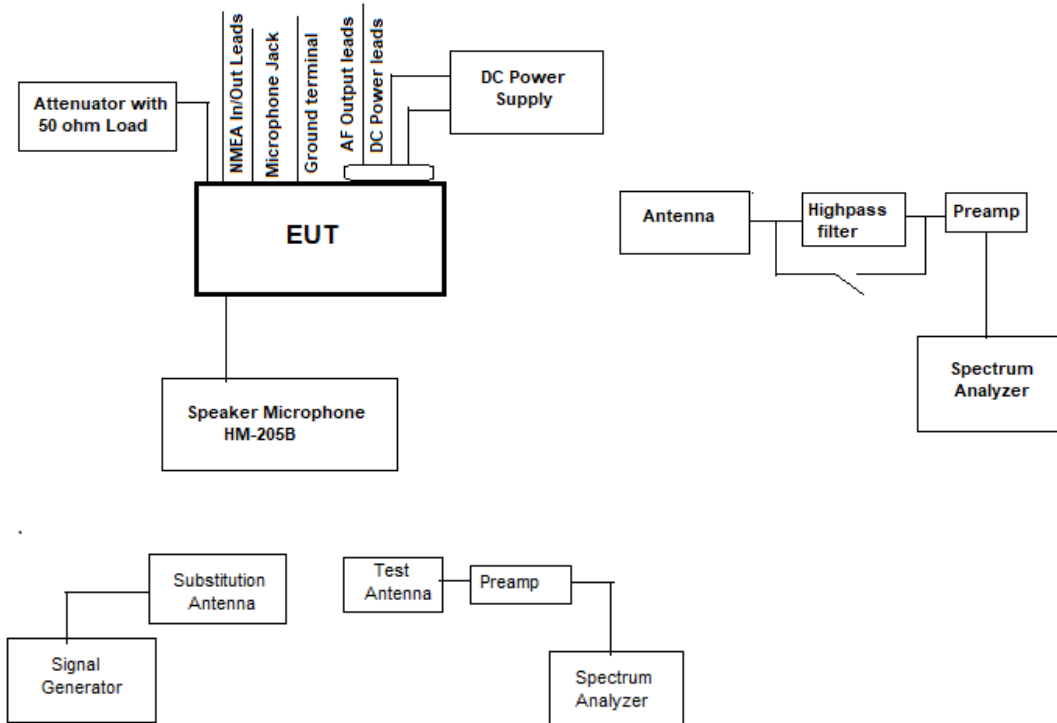 Attenuator with
50 ohm Load
NMEA In/Out Leads
Microphone Jack
Ground terminal
AF Output leads
DC Power leads
DC Power
Supply
EUT
Speaker Microphone
HM-205B
Antenna
Highpass
filter
Preamp
Spectrum
Analyzer
Substitution
Antenna
Signal
Generator
Test
Antenna
Preamp
Spectrum
Analyzer